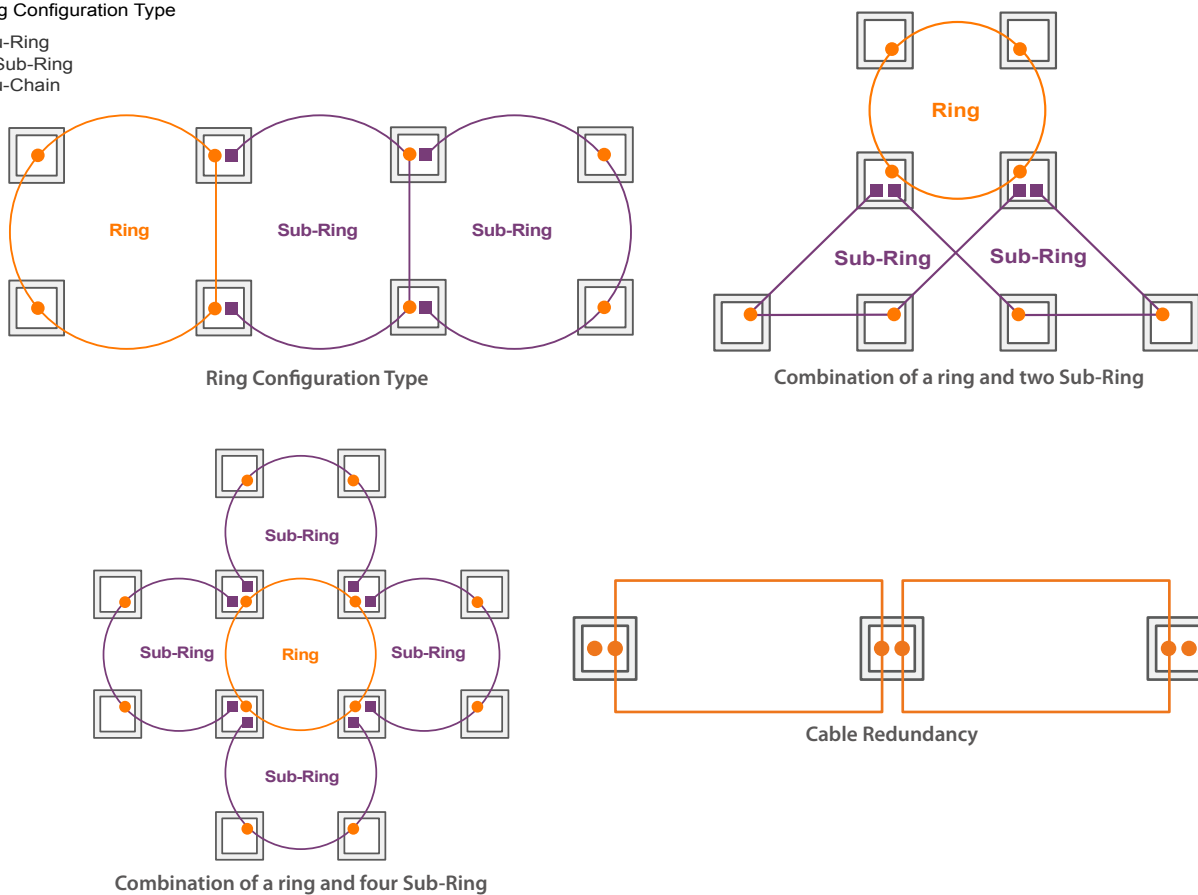 Configuration Type
Sub-Ring
Ring
Sub-Ring
Sub-Ring
Ring Configuration Type
Ring
Sub-Ring
Sub-Ring
Combination of a ring and two Sub-Ring
Sub-Ring
Sub-Ring
Ring
Sub-Ring
Sub-Ring
Combination of a ring and four Sub-Ring
Cable Redundancy